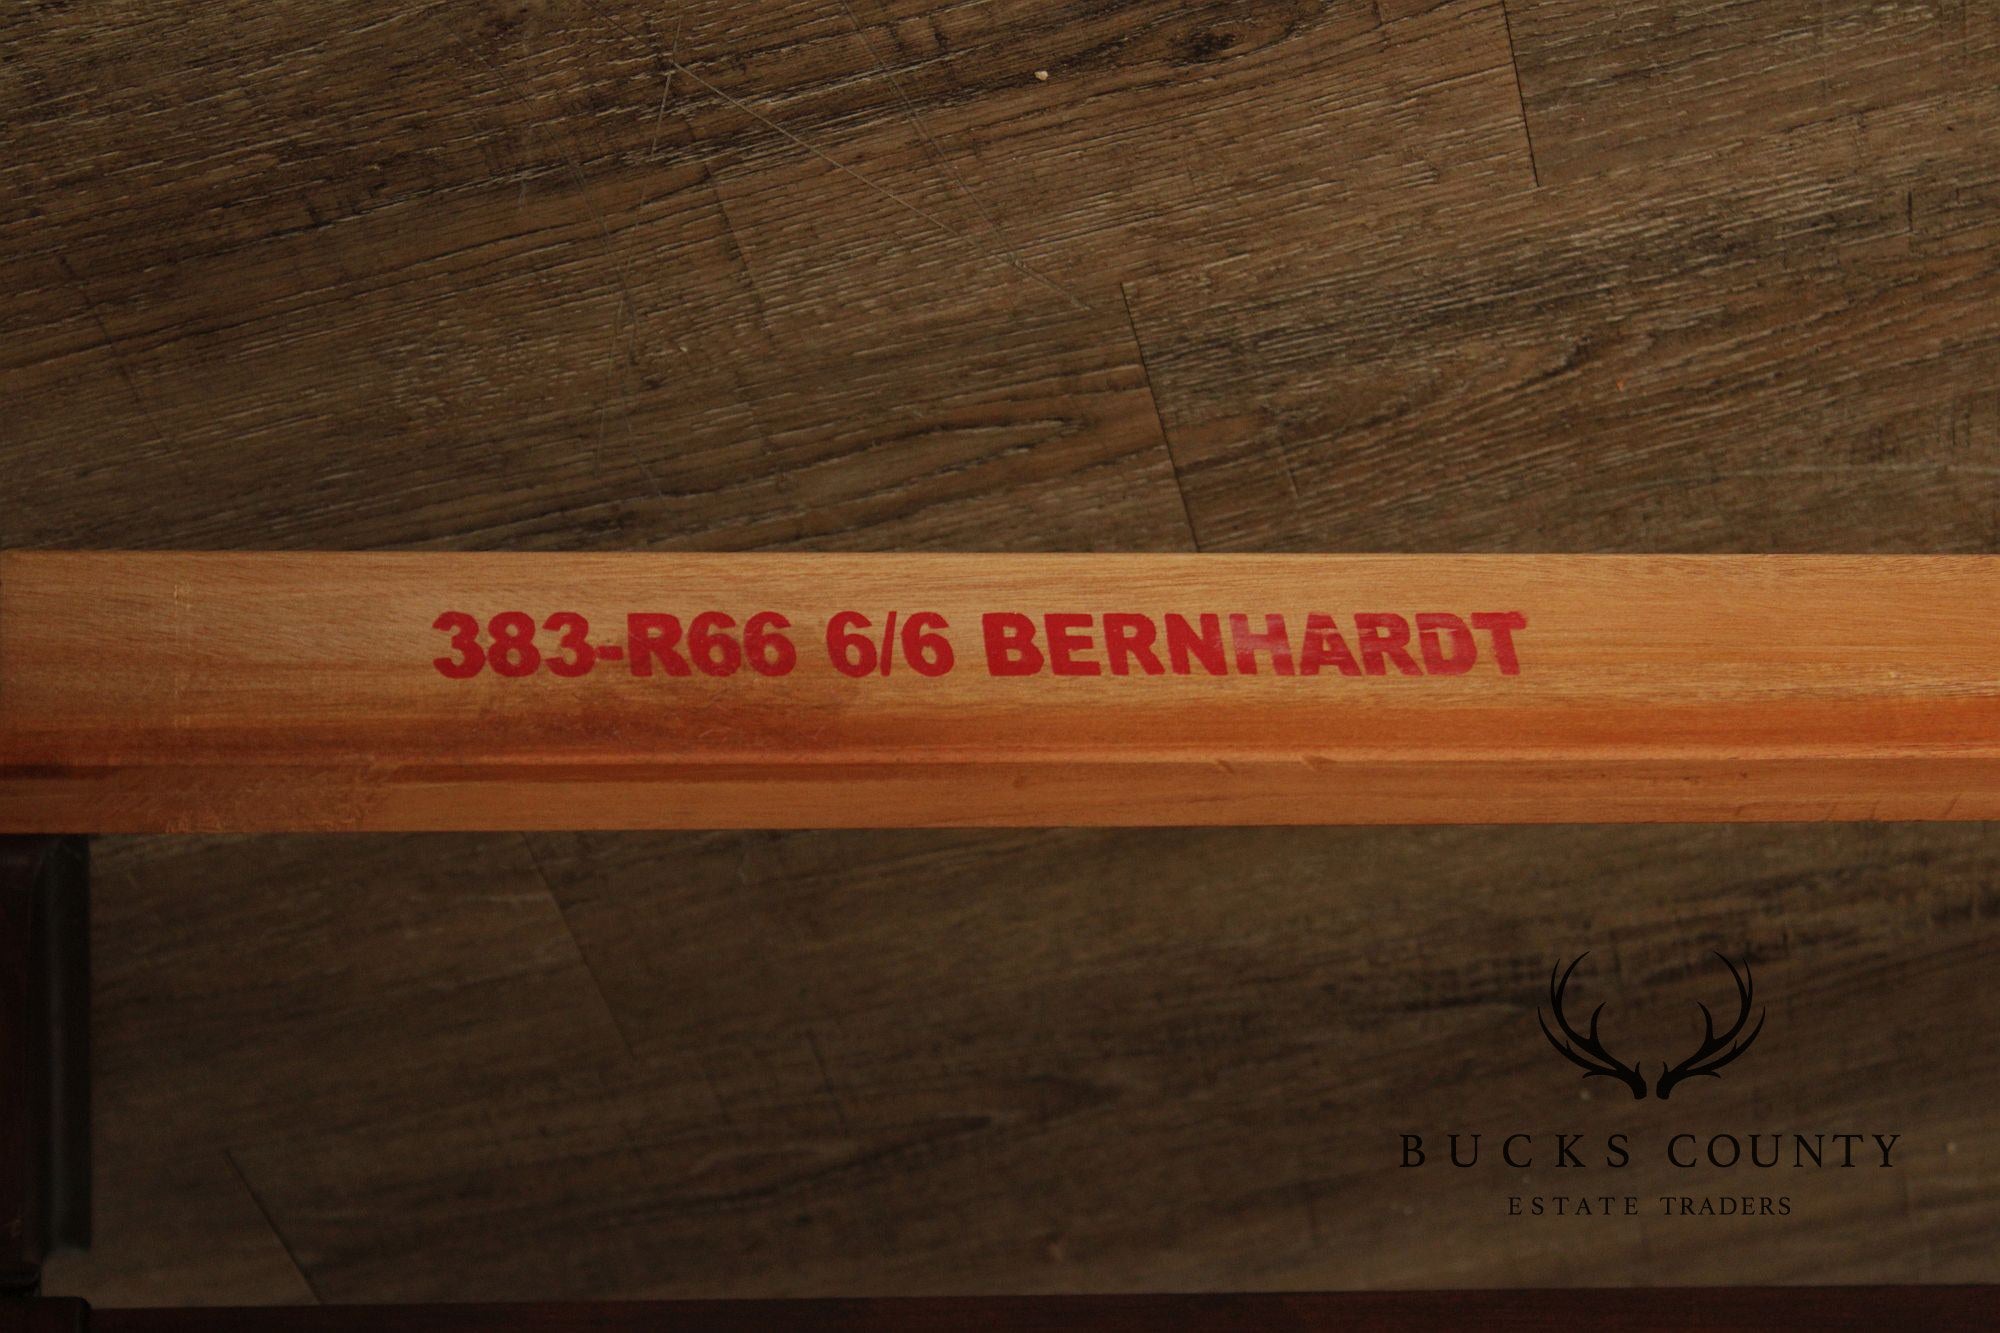 383-R66 6/6 BERNHARDT
BUCKS COUNTY
ESTATE TRADERS